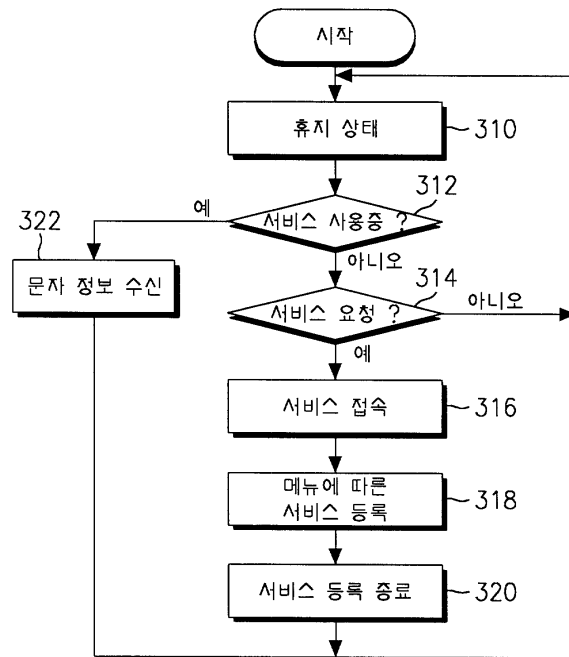 시작
휴지 상태
310
312
서비스 사용중 ?
예
322
문자 정보 수신
아니오
314
서비스 요청 ?
아니오
예
서비스 접속
316
메뉴에 따른
서비스 등록
318
서비스 등록 종료
320